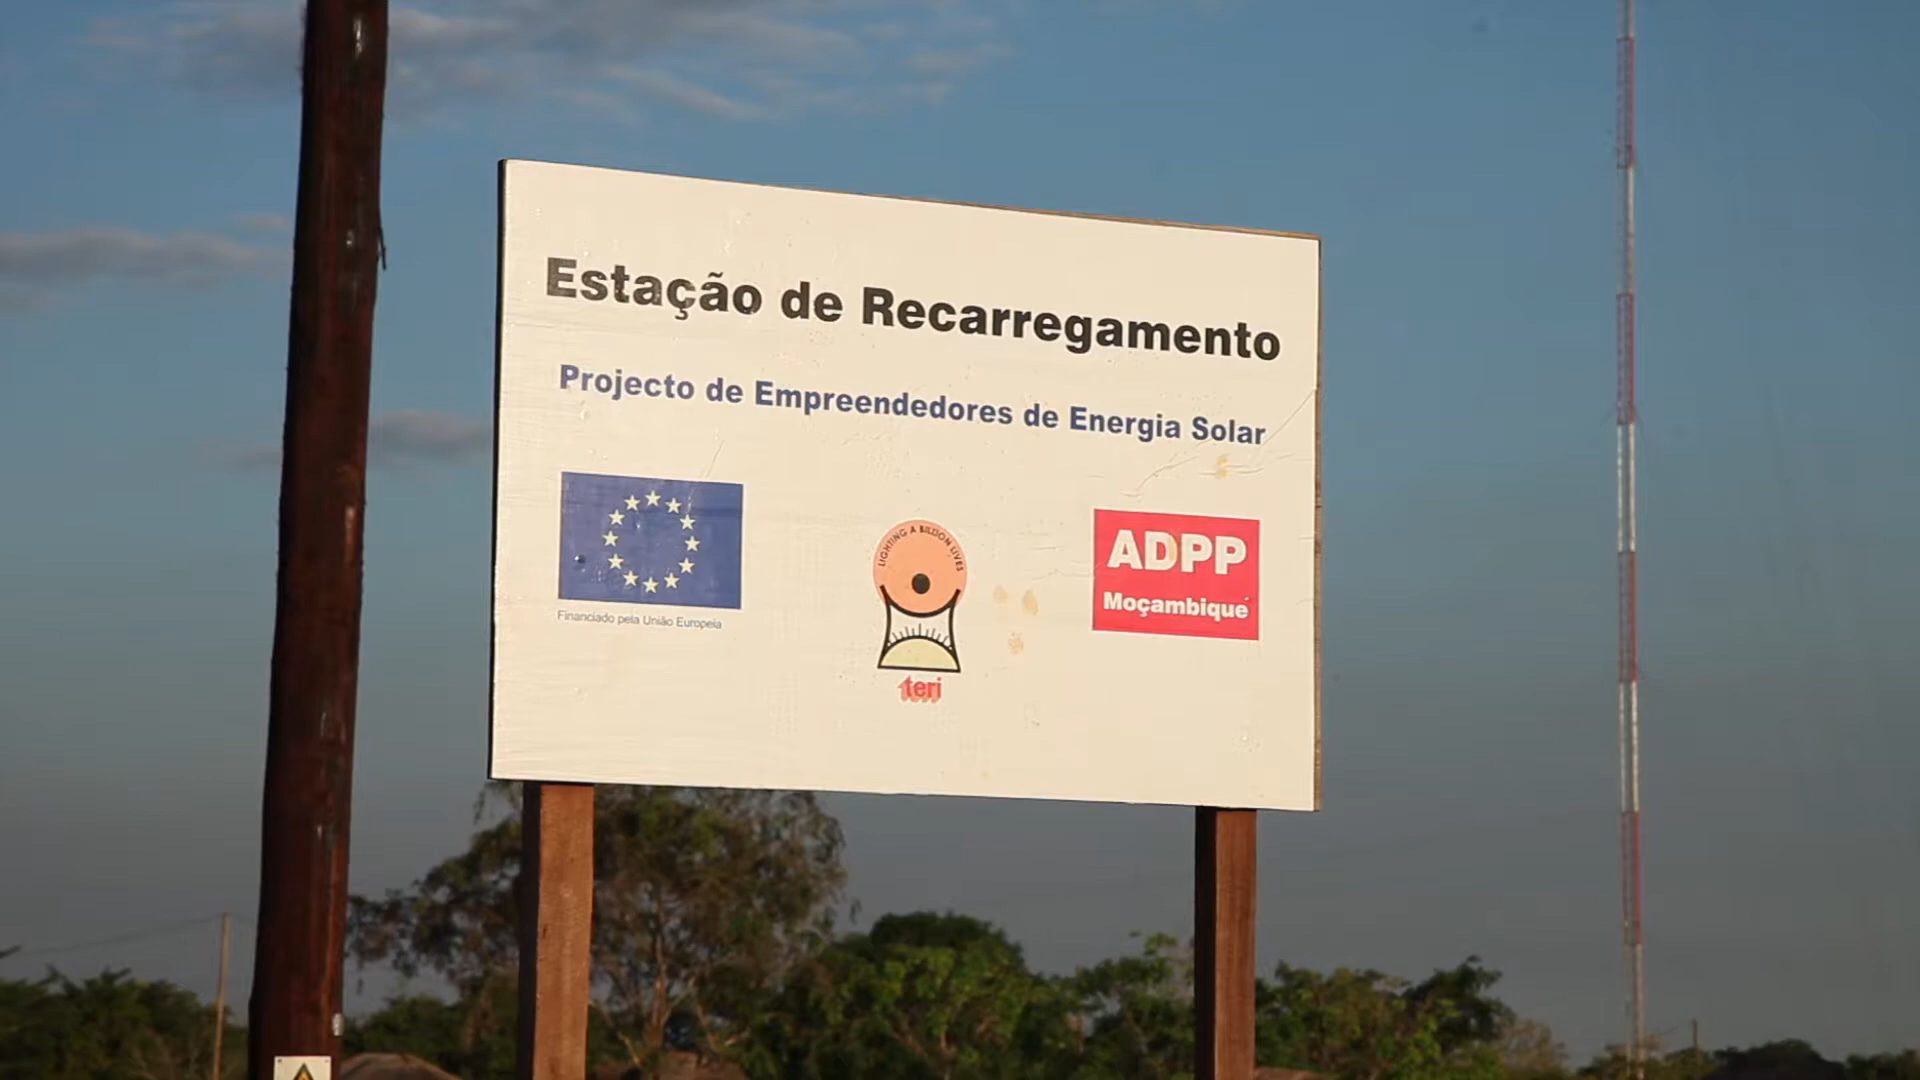 Estação de Recarregamento
Projecto de Empreendedores de Energia Solar
Financiado pela União Europeia
LIGHTING A BILLION LIVES
teri
ADPP
Moçambique